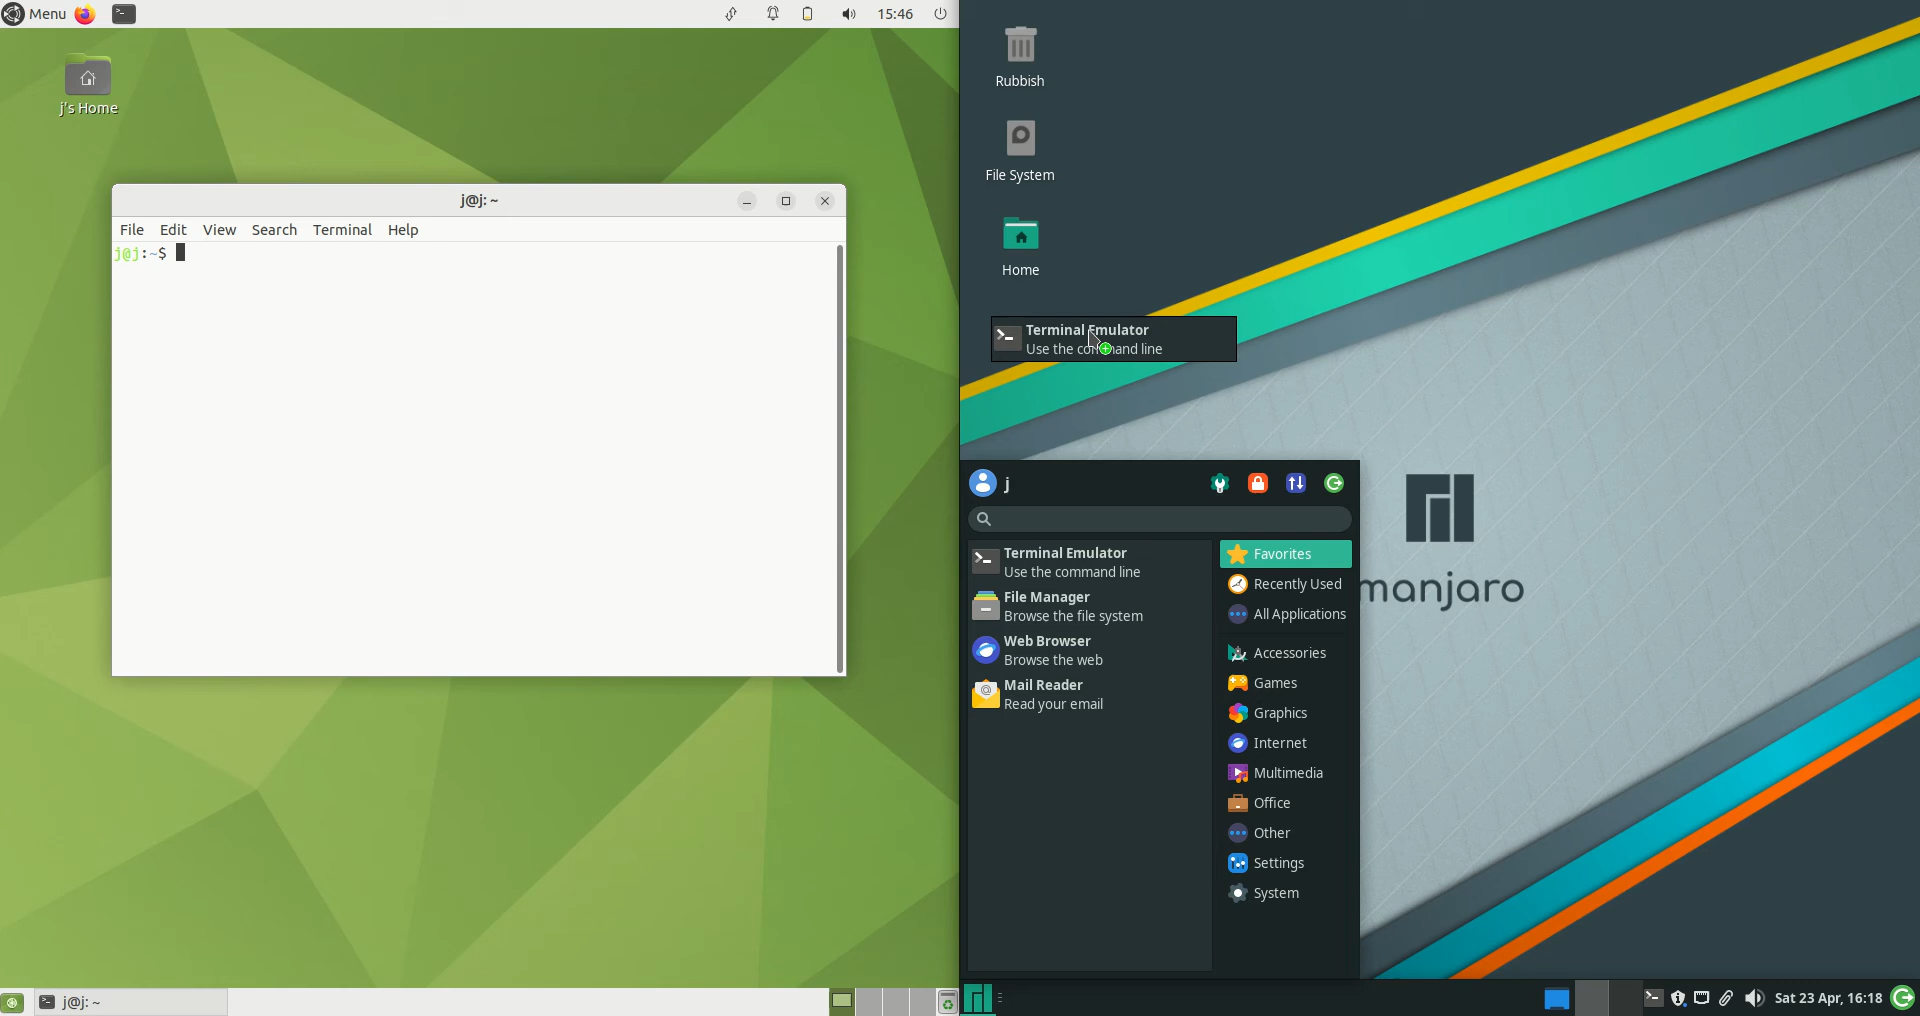 Menu
15:46
j's Home
j@j: ~
File Edit View Search Terminal Help
j@j:~$
j@j: ~
Rubbish
File System
Home
Terminal Emulator
Use the command line
j
Terminal Emulator
Use the command line
File Manager
Browse the file system
Web Browser
Browse the web
Mail Reader
Read your email
Favorites
Recently Used
All Applications
Accessories
Games
Graphics
Internet
Multimedia
Office
Other
Settings
System
manjaro
Sat 23 Apr, 16:18